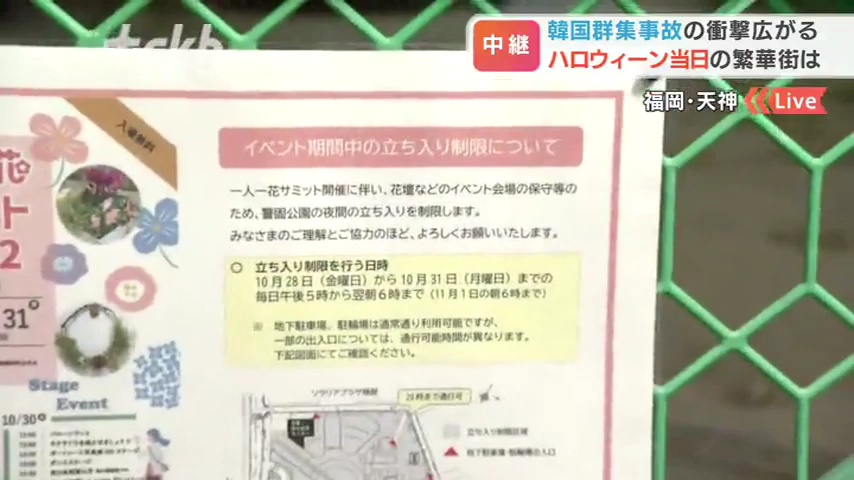 韓国群集事故の衝撃広がる
中継
ハロウィーン当日の繁華街は
福岡・天神
Live
入場無料
イベント期間中の立ち入り制限について
一人一花サミット開催に伴い、花壇などのイベント会場の保守等の
ため、警固公園の夜間の立ち入りを制限します。
みなさまのご理解とご協力のほど、よろしくお願いいたします。
○ 立ち入り制限を行う日時
10月28日（金曜日）から10月31日（月曜日）までの
毎日午後5時から翌朝6時まで（11月1日の朝6時まで）
※ 地下駐車場、駐輪場は通常通り利用可能ですが、
一部の出入口については、通行可能時間が異なります。
下記図面にてご確認ください。
花
ト
2
31
Stage
Event
10/30
ソラリアプラザ
立ち入り制限区域